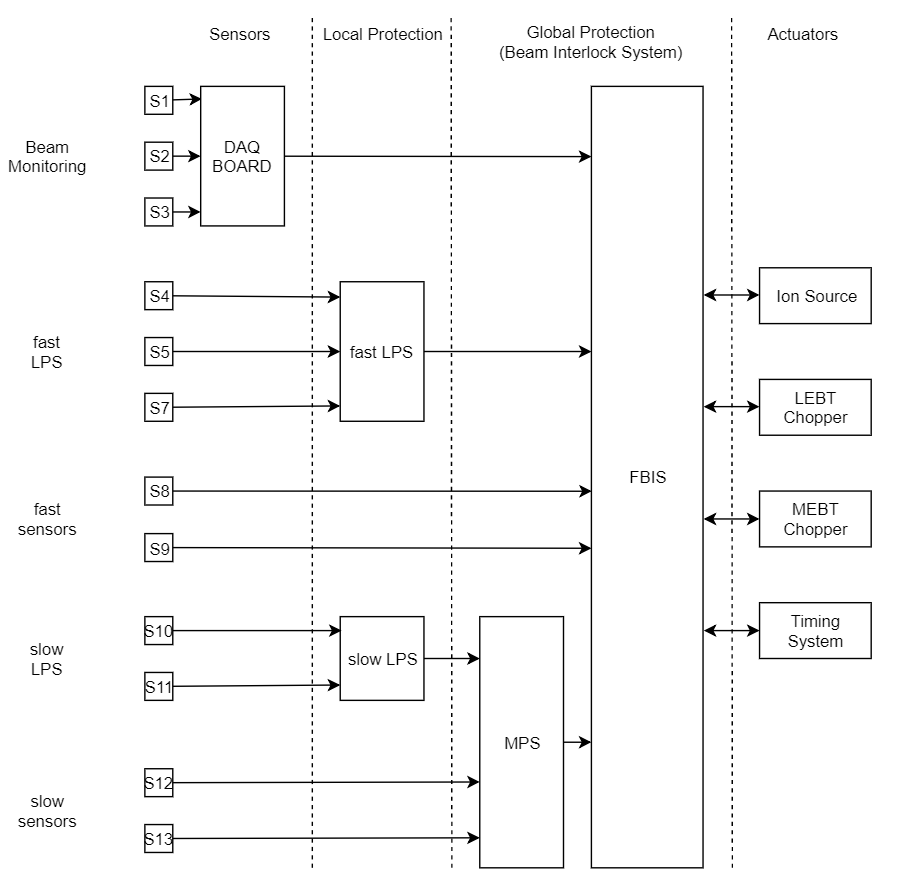 Sensors
Local Protection
Global Protection
(Beam Interlock System)
Actuators
Beam
Monitoring
S1
S2
S3
DAQ
BOARD
fast
LPS
S4
S5
S7
fast LPS
fast
sensors
S8
S9
slow
LPS
S10
S11
slow LPS
slow
sensors
S12
S13
MPS
FBIS
Ion Source
LEBT
Chopper
MEBT
Chopper
Timing
System